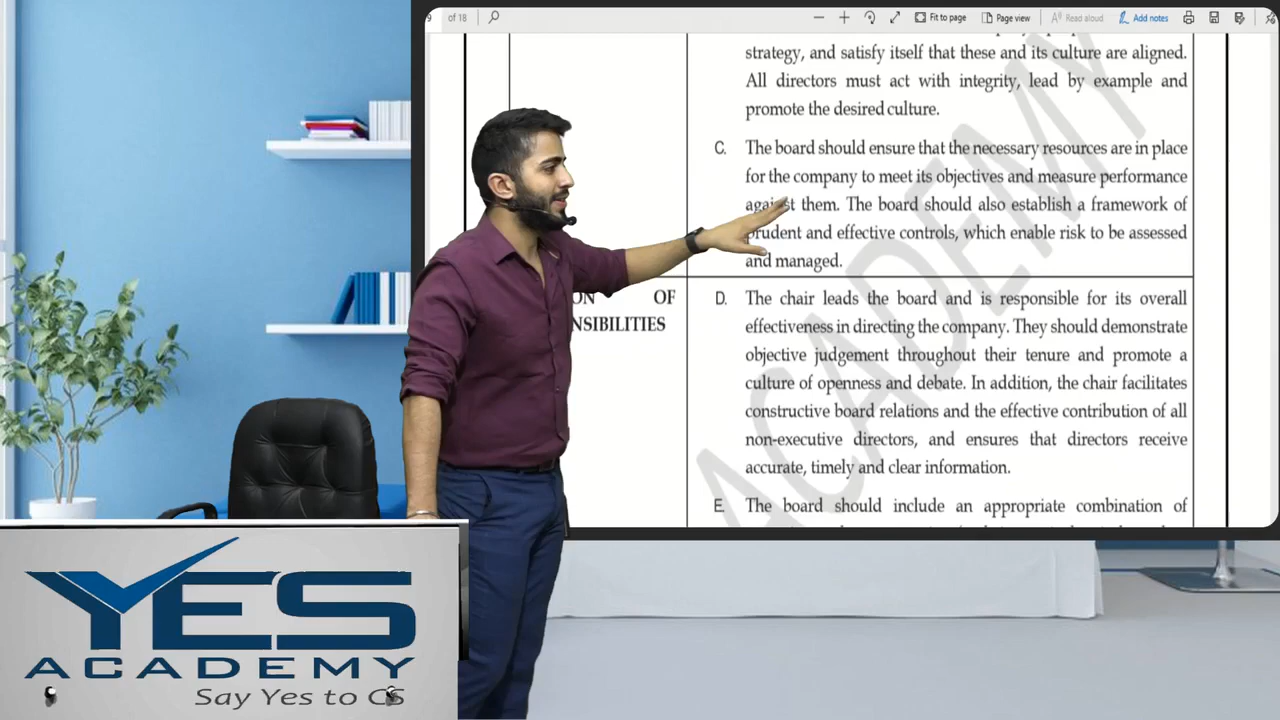 9 of 18
Fit to page
Page view
Read aloud
Add notes
strategy, and satisfy itself that these and its culture are aligned.
All directors must act with integrity, lead by example and
promote the desired culture.
C. The board should ensure that the necessary resources are in place
for the company to meet its objectives and measure performance
against them. The board should also establish a framework of
prudent and effective controls, which enable risk to be assessed
and managed.
ON OF
NSIBILITIES
D. The chair leads the board and is responsible for its overall
effectiveness in directing the company. They should demonstrate
objective judgement throughout their tenure and promote a
culture of openness and debate. In addition, the chair facilitates
constructive board relations and the effective contribution of all
non-executive directors, and ensures that directors receive
accurate, timely and clear information.
E. The board should include an appropriate combination of
ACADEMY
YES
ACADEMY
Say Yes to CS